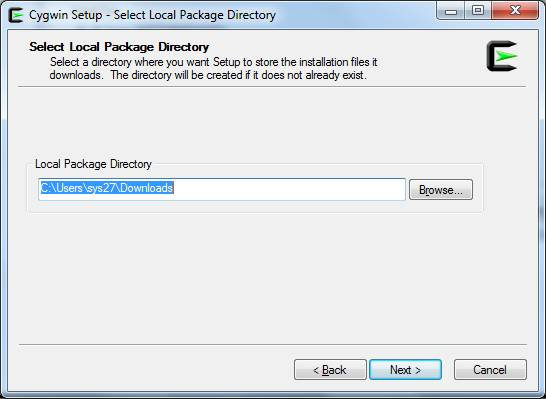 Cygwin Setup - Select Local Package Directory
Select Local Package Directory
Select a directory where you want Setup to store the installation files it
downloads.  The directory will be created if it does not already exist.
Local Package Directory
C:\Users\sys27\Downloads
Browse...
< Back
Next >
Cancel